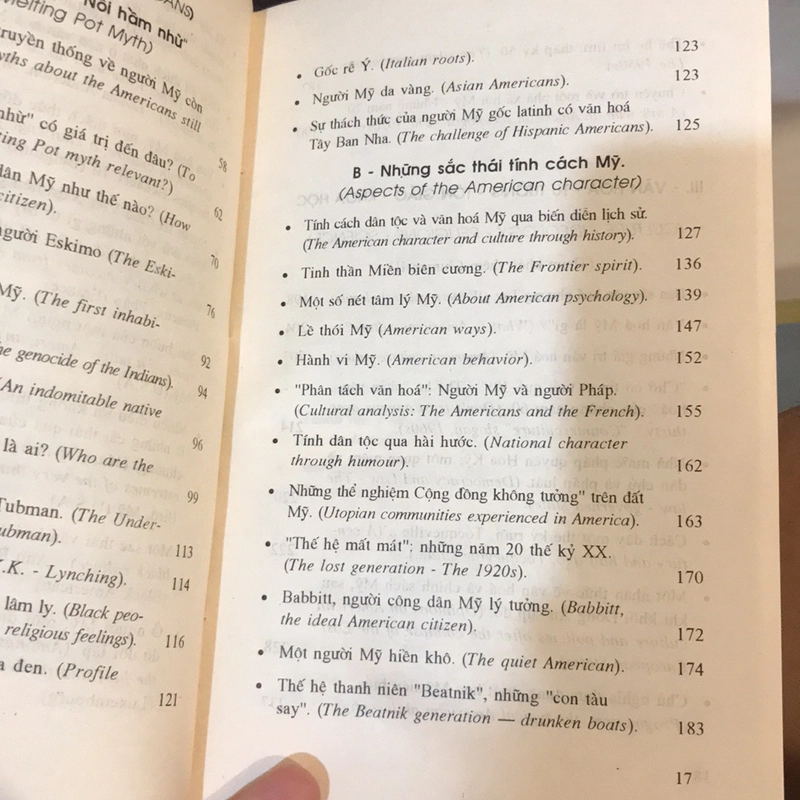 ANS)
"Nồi hầm nhừ"
Melting Pot Myth)
truyền thống về người Mỹ còn
yths about the Americans still
58
nhừ" có giá trị đến đâu? (To
ting Pot myth relevant?)
62
dân Mỹ như thế nào? (How
citizen).
70
người Eskimo (The Eski-
76
Mỹ. (The first inhabi-
92
he genocide of the Indians).
94
An indomitable native
96
là ai? (Who are the
99
Tubman. (The Under-
ubman).
113
K.K. - Lynching).
114
lâm ly. (Black peo-
religious feelings).
116
a đen. (Profile
121
• Gốc rễ Ý. (Italian roots). 123
• Người Mỹ da vàng. (Asian Americans). 123
• Sự thách thức của người Mỹ gốc latinh có văn hoá
Tây Ban Nha. (The challenge of Hispanic Americans). 125
B - Những sắc thái tính cách Mỹ.
(Aspects of the American character)
• Tính cách dân tộc và văn hoá Mỹ qua biến diễn lịch sử.
(The American character and culture through history). 127
• Tinh thần Miền biên cương. (The Frontier spirit). 136
• Một số nét tâm lý Mỹ. (About American psychology). 139
• Lề thói Mỹ (American ways). 147
• Hành vi Mỹ. (American behavior). 152
• "Phân tách văn hoá": Người Mỹ và người Pháp.
(Cultural analysis: The Americans and the French). 155
• Tính dân tộc qua hài hước. (National character
through humour). 162
• Những thể nghiệm Cộng đồng không tưởng" trên đất
Mỹ. (Utopian communities experienced in America). 163
• "Thế hệ mất mát"; những năm 20 thế kỷ XX.
(The lost generation - The 1920s). 170
• Babbitt, người công dân Mỹ lý tưởng. (Babbitt,
the ideal American citizen). 172
• Một người Mỹ hiền khô. (The quiet American). 174
• Thế hệ thanh niên "Beatnik", những "con tàu
say". (The Beatnik generation — drunken boats). 183
17